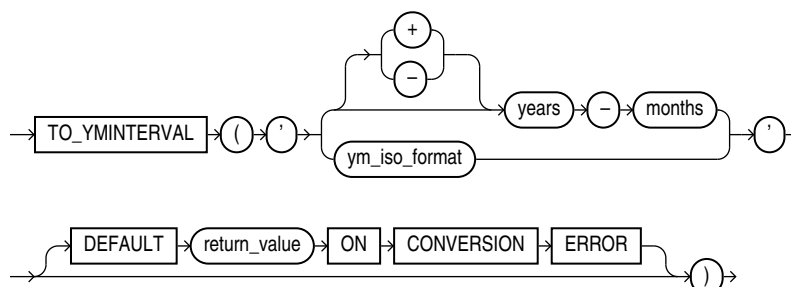 +
–
years – months
TO_YMINTERVAL ( ' '
ym_iso_format
DEFAULT return_value ON CONVERSION ERROR
)